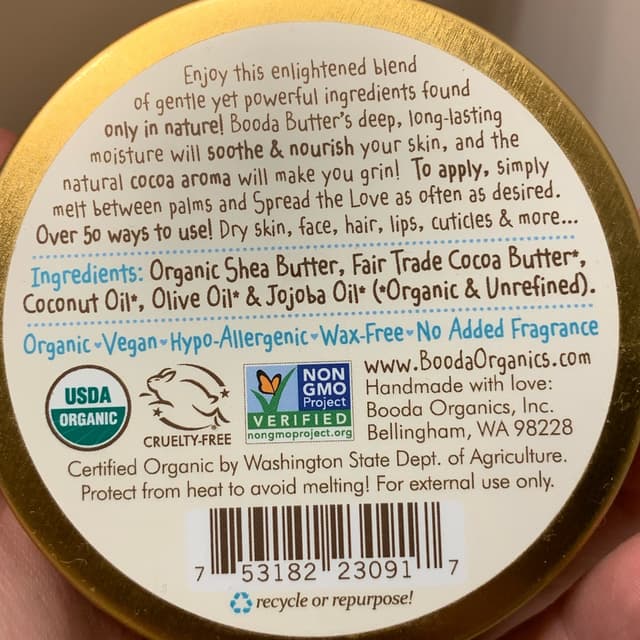 Enjoy this enlightened blend
of gentle yet powerful ingredients found
only in nature! Booda Butter's deep, long-lasting
moisture will soothe & nourish your skin, and the
natural cocoa aroma will make you grin! To apply, simply
melt between palms and Spread the Love as often as desired.
Over 50 ways to use! Dry skin, face, hair, lips, cuticles & more...
Ingredients: Organic Shea Butter, Fair Trade Cocoa Butter*,
Coconut Oil*, Olive Oil* & Jojoba Oil* (*Organic & Unrefined).
Organic Vegan Hypo-Allergenic Wax-Free No Added Fragrance
USDA
ORGANIC
CRUELTY-FREE
NON
GMO
Project
VERIFIED
nongmoproject.org
www.BoodaOrganics.com
Handmade with love:
Booda Organics, Inc.
Bellingham, WA 98228
Certified Organic by Washington State Dept. of Agriculture.
Protect from heat to avoid melting! For external use only.
7 53182 23091 7
recycle or repurpose!